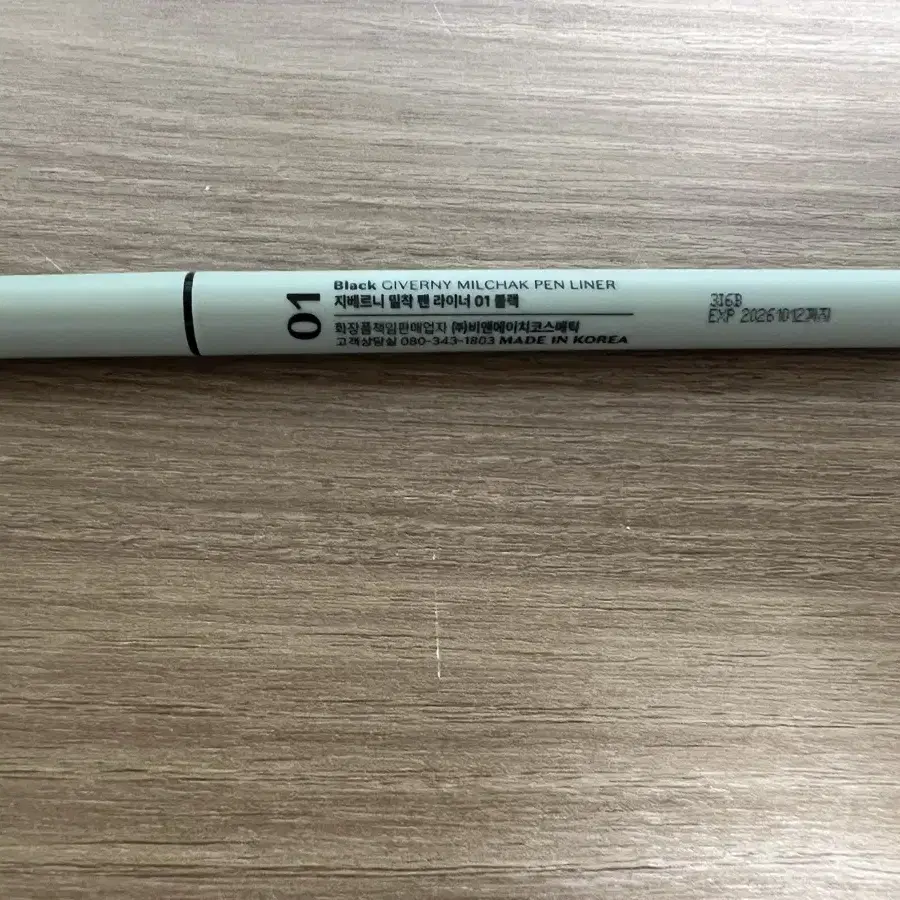 01
Black GIVERNY MILCHAK PEN LINER
지베르니 밀착 펜 라이너 01 블랙
화장품책임판매업자 (주)비앤에이치코스메틱
고객상담실 080-343-1803 MADE IN KOREA
3I6B
EXP 20261012까지